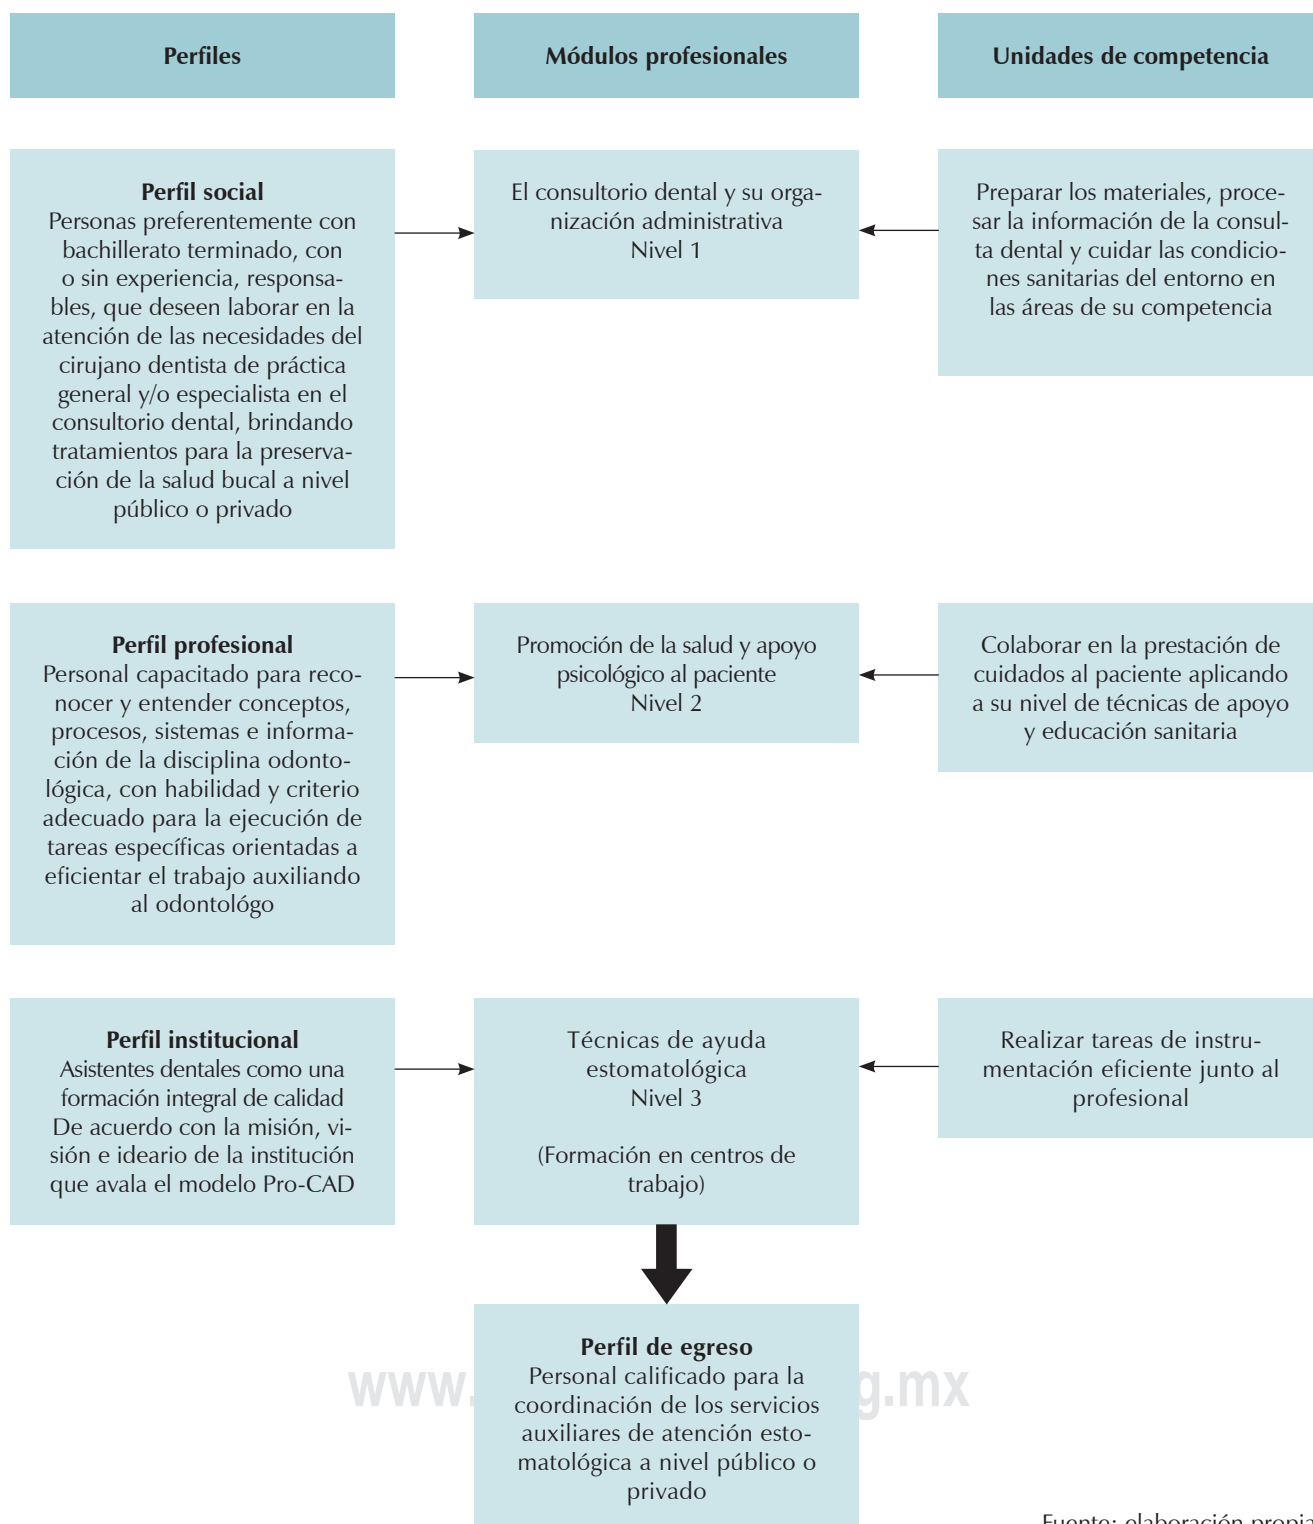 Perfiles
Módulos profesionales
Unidades de competencia
Perfil social
Personas preferentemente con
bachillerato terminado, con
o sin experiencia, responsa-
bles, que deseen laborar en la
atención de las necesidades del
cirujano dentista de práctica
general y/o especialista en el
consultorio dental, brindando
tratamientos para la preserva-
ción de la salud bucal a nivel
público o privado
El consultorio dental y su orga-
nización administrativa
Nivel 1
Preparar los materiales, proce-
sar la información de la consul-
ta dental y cuidar las condicio-
nes sanitarias del entorno en
las áreas de su competencia
Perfil profesional
Personal capacitado para reco-
nocer y entender conceptos,
procesos, sistemas e informa-
ción de la disciplina odonto-
lógica, con habilidad y criterio
adecuado para la ejecución de
tareas específicas orientadas a
eficientar el trabajo auxiliando
al odontológo
Promoción de la salud y apoyo
psicológico al paciente
Nivel 2
Colaborar en la prestación de
cuidados al paciente aplicando
a su nivel de técnicas de apoyo
y educación sanitaria
Perfil institucional
Asistentes dentales como una
formación integral de calidad
De acuerdo con la misión, vi-
sión e ideario de la institución
que avala el modelo Pro-CAD
Técnicas de ayuda
estomatológica
Nivel 3
(Formación en centros de
trabajo)
Realizar tareas de instru-
mentación eficiente junto al
profesional
Perfil de egreso
Personal calificado para la
coordinación de los servicios
auxiliares de atención esto-
matológica a nivel público o
privado
www. g.mx
Fuente: elaboración propia